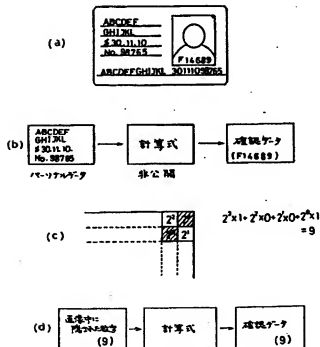 (a)
ABCDEF
GHIJKL
S30.11.10
No. 98765
F14689
ABCDEFGHIJKL 30111098765
(b)
ABCDEF
GHIJKL
S30.11.10.
No. 98765
計算式
確認データ
(F14689)
パーソナルデータ
非公開
(c)
2³
2¹
2³×1+2²×0+2¹×0+2⁰×1
=9
(d)
画像中に
隠された数字
(9)
計算式
確認データ
(9)